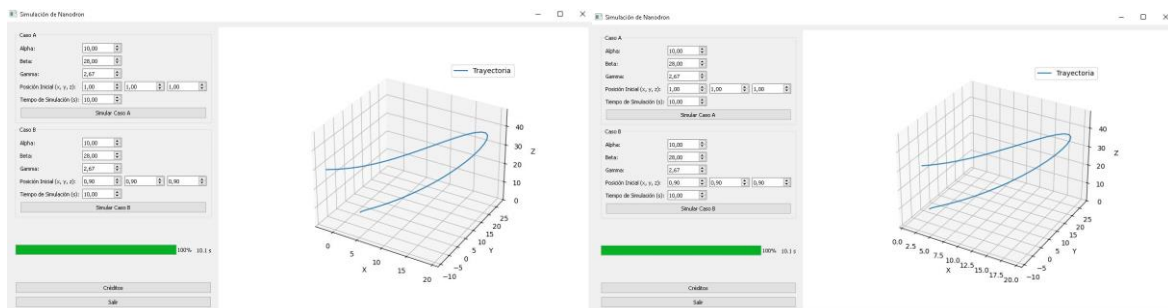 Simulación de Nanodron
Caso A
Alpha: 10,00
Beta: 28,00
Gamma: 2,67
Posición Inicial (x, y, z): 1,00 1,00 1,00
Tiempo de Simulación (s): 10,00
Simular Caso A
Caso B
Alpha: 10,00
Beta: 28,00
Gamma: 2,67
Posición Inicial (x, y, z): 0,90 0,90 0,90
Tiempo de Simulación (s): 10,00
Simular Caso B
100% 10.1 s
Créditos
Salir
Trayectoria
40
30
20
10
0
Z
25
20
15
10
5
0
−5
−10
Y
0 5 10 15 20
X
Simulación de Nanodron
Caso A
Alpha: 10,00
Beta: 28,00
Gamma: 2,67
Posición Inicial (x, y, z): 1,00 1,00 1,00
Tiempo de Simulación (s): 10,00
Simular Caso A
Caso B
Alpha: 10,00
Beta: 28,00
Gamma: 2,67
Posición Inicial (x, y, z): 0,90 0,90 0,90
Tiempo de Simulación (s): 10,00
Simular Caso B
100% 10.1 s
Créditos
Salir
Trayectoria
40
30
20
10
0
Z
25
20
15
10
5
0
−5
−10
Y
0.0 2.5 5.0 7.5 10.0 12.5 15.0 17.5 20.0
X